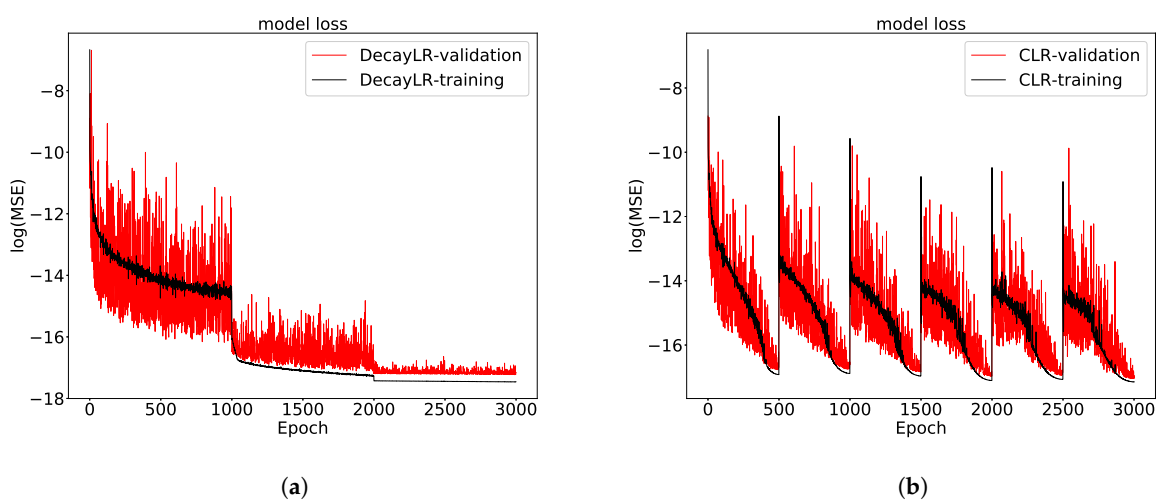 model loss
DecayLR-validation
DecayLR-training
log(MSE)
−8
−10
−12
−14
−16
−18
0 500 1000 1500 2000 2500 3000
Epoch
(a)
model loss
CLR-validation
CLR-training
log(MSE)
−8
−10
−12
−14
−16
0 500 1000 1500 2000 2500 3000
Epoch
(b)